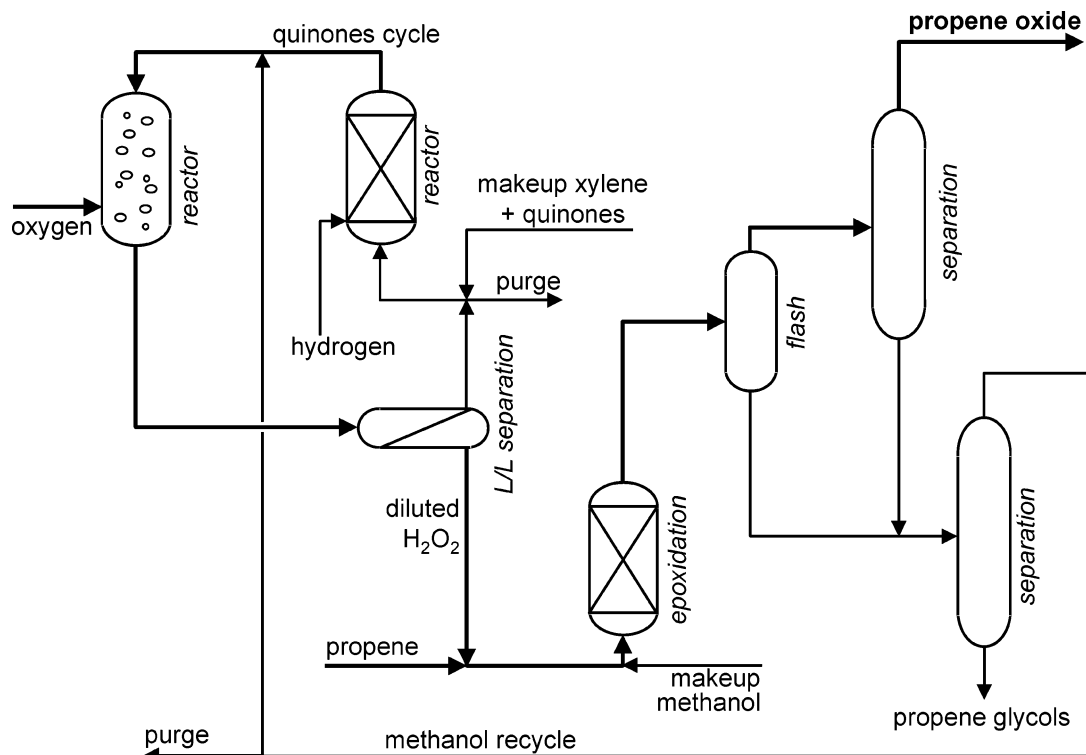 propene oxide
quinones cycle
reactor
reactor
oxygen
makeup xylene
+ quinones
purge
hydrogen
separation
flash
L/L separation
diluted
H₂O₂
epoxidation
separation
propene
makeup
methanol
propene glycols
purge
methanol recycle